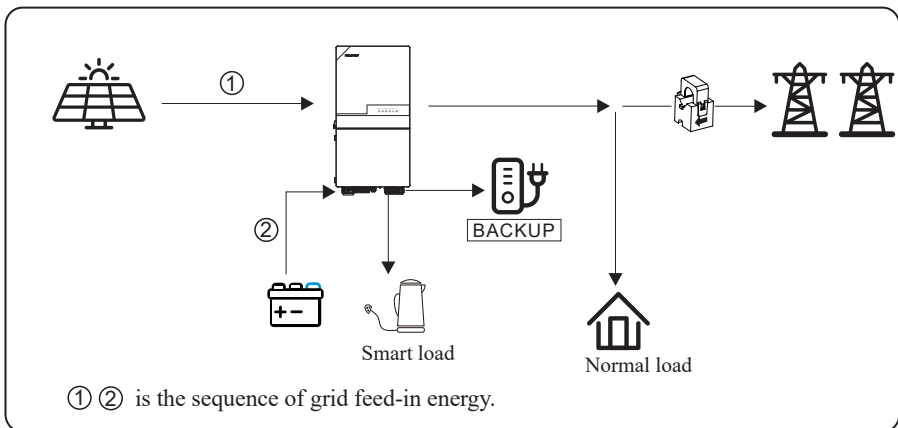 ①
②
BACKUP
Smart load
Normal load
① ② is the sequence of grid feed-in energy.